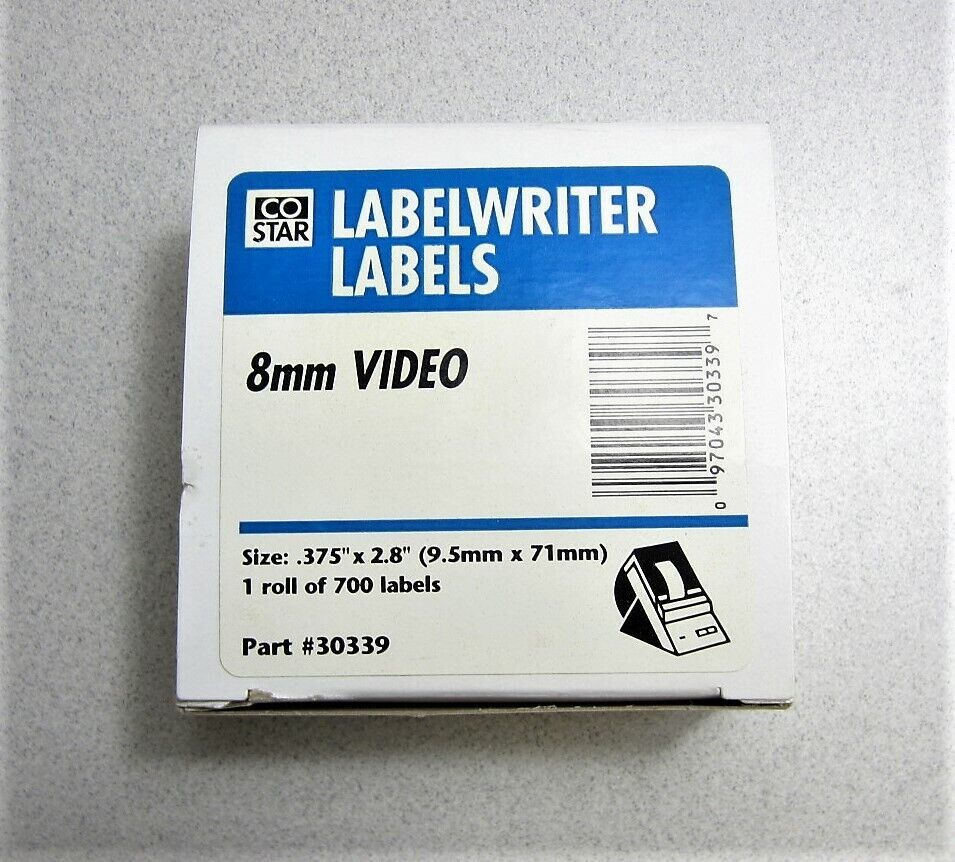 CO
STAR
LABELWRITER
LABELS
8mm VIDEO
0 97043 30339 7
Size: .375" x 2.8" (9.5mm x 71mm)
1 roll of 700 labels
Part #30339